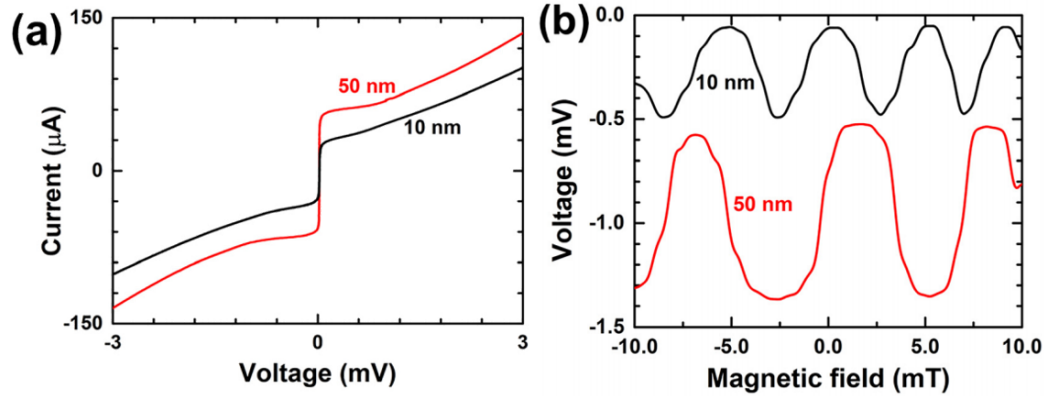 (a)
150
0
-150
Current (µA)
50 nm
10 nm
-3
0
3
Voltage (mV)
(b)
0.0
-0.5
-1.0
-1.5
Voltage (mV)
10 nm
50 nm
-10.0
-5.0
0.0
5.0
10.0
Magnetic field (mT)